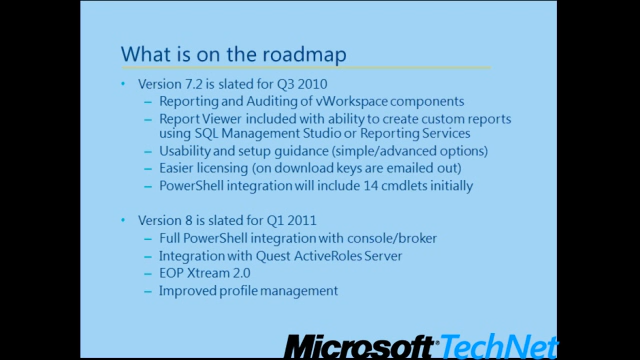 What is on the roadmap
• Version 7.2 is slated for Q3 2010
– Reporting and Auditing of vWorkspace components
– Report Viewer included with ability to create custom reports
using SQL Management Studio or Reporting Services
– Usability and setup guidance (simple/advanced options)
– Easier licensing (on download keys are emailed out)
– PowerShell integration will include 14 cmdlets initially
• Version 8 is slated for Q1 2011
– Full PowerShell integration with console/broker
– Integration with Quest ActiveRoles Server
– EOP Xtream 2.0
– Improved profile management
Microsoft TechNet